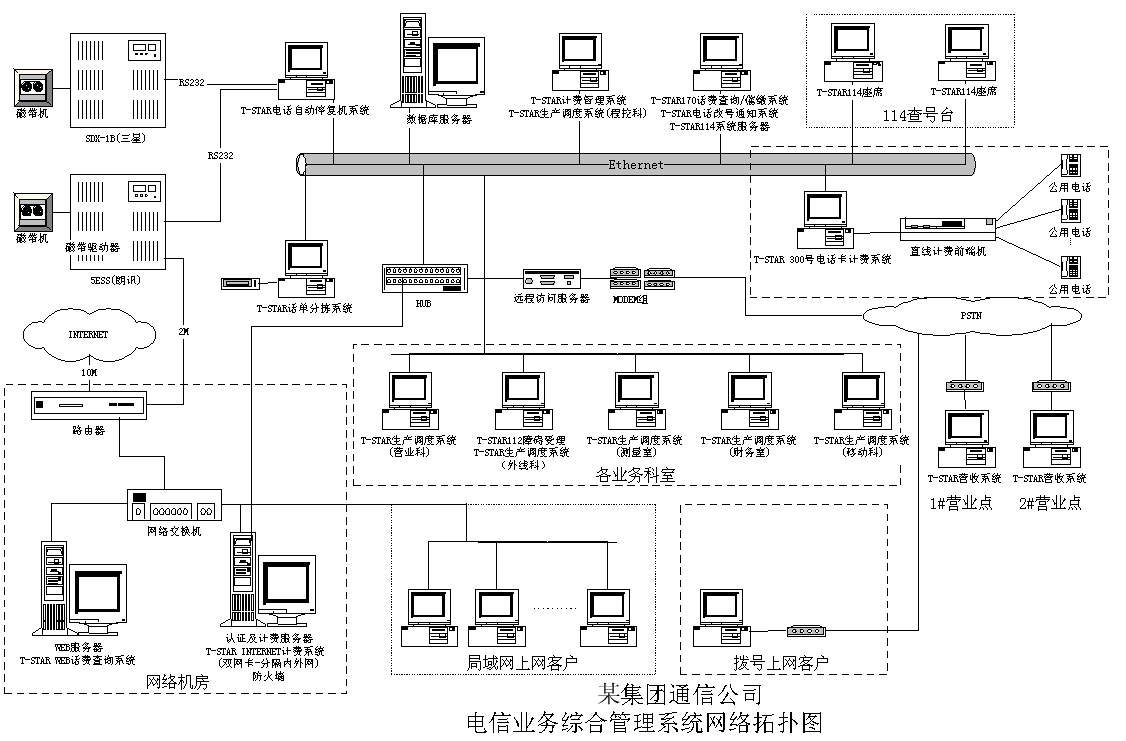 磁带机
SDX-1B(三星)
RS232
T-STAR电话自动停复机系统
数据库服务器
T-STAR计费管理系统
T-STAR生产调度系统(程控科)
T-STAR170话费查询/催缴系统
T-STAR电话改号通知系统
T-STAR114系统服务器
T-STAR114座席
T-STAR114座席
114查号台
RS232
Ethernet
磁带机
磁带驱动器
5ESS(朗讯)
T-STAR话单分拣系统
HUB
远程访问服务器
MODEM组
T-STAR 300号电话卡计费系统
直线计费前端机
公用电话
公用电话
公用电话
INTERNET
2M
10M
PSTN
路由器
T-STAR生产调度系统
(营业科)
T-STAR112障碍受理
T-STAR生产调度系统
(外线科)
T-STAR生产调度系统
(测量室)
T-STAR生产调度系统
(财务室)
T-STAR生产调度系统
(移动科)
各业务科室
T-STAR营收系统
1#营业点
T-STAR营收系统
2#营业点
网络交换机
WEB服务器
T-STAR WEB话费查询系统
认证及计费服务器
T-STAR INTERNET计费系统
(双网卡-分隔内外网)
防火墙
网络机房
局域网上网客户
拨号上网客户
某集团通信公司
电信业务综合管理系统网络拓扑图